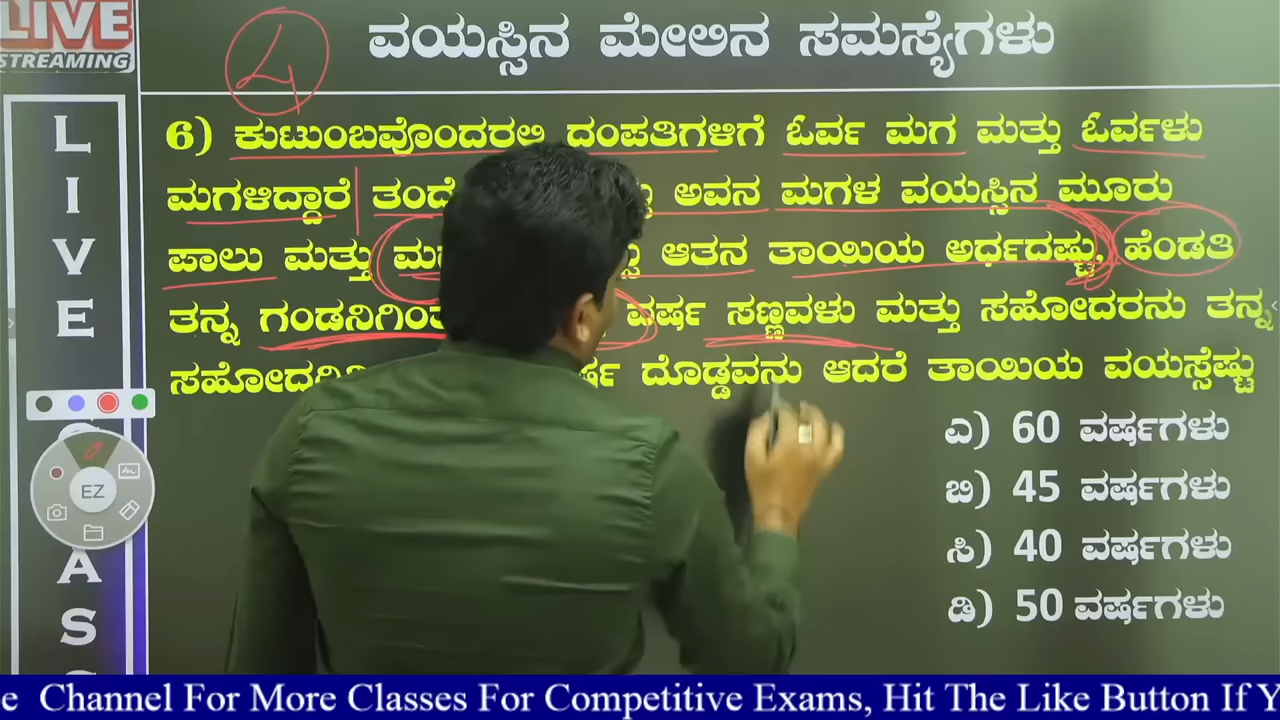 LIVE
STREAMING
4
ವಯಸ್ಸಿನ ಮೇಲಿನ ಸಮಸ್ಯೆಗಳು
6) ಕುಟುಂಬವೊಂದರಲ್ಲಿ ದಂಪತಿಗಳಿಗೆ ಓರ್ವ ಮಗ ಮತ್ತು ಓರ್ವಳು
ಮಗಳಿದ್ದಾರೆ ಅವನ ಮಗಳ ವಯಸ್ಸಿನ ಮೂರು
ಪಾಲು ಮತ್ತು ಆತನ ತಾಯಿಯ ಅರ್ಧದಷ್ಟು, ಹೆಂಡತಿ
ತನ್ನ ವರ್ಷ ಸಣ್ಣವಳು ಮತ್ತು ಸಹೋದರನು ತನ್ನ
ದೊಡ್ಡವನು ಆದರೆ ತಾಯಿಯ ವಯಸ್ಸೆಷ್ಟು
ಎ) 60 ವರ್ಷಗಳು
ಬಿ) 45 ವರ್ಷಗಳು
ಸಿ) 40 ವರ್ಷಗಳು
ಡಿ) 50 ವರ್ಷಗಳು
L
I
V
E
A
S
EZ
Channel For More Classes For Competitive Exams, Hit The Like Button If